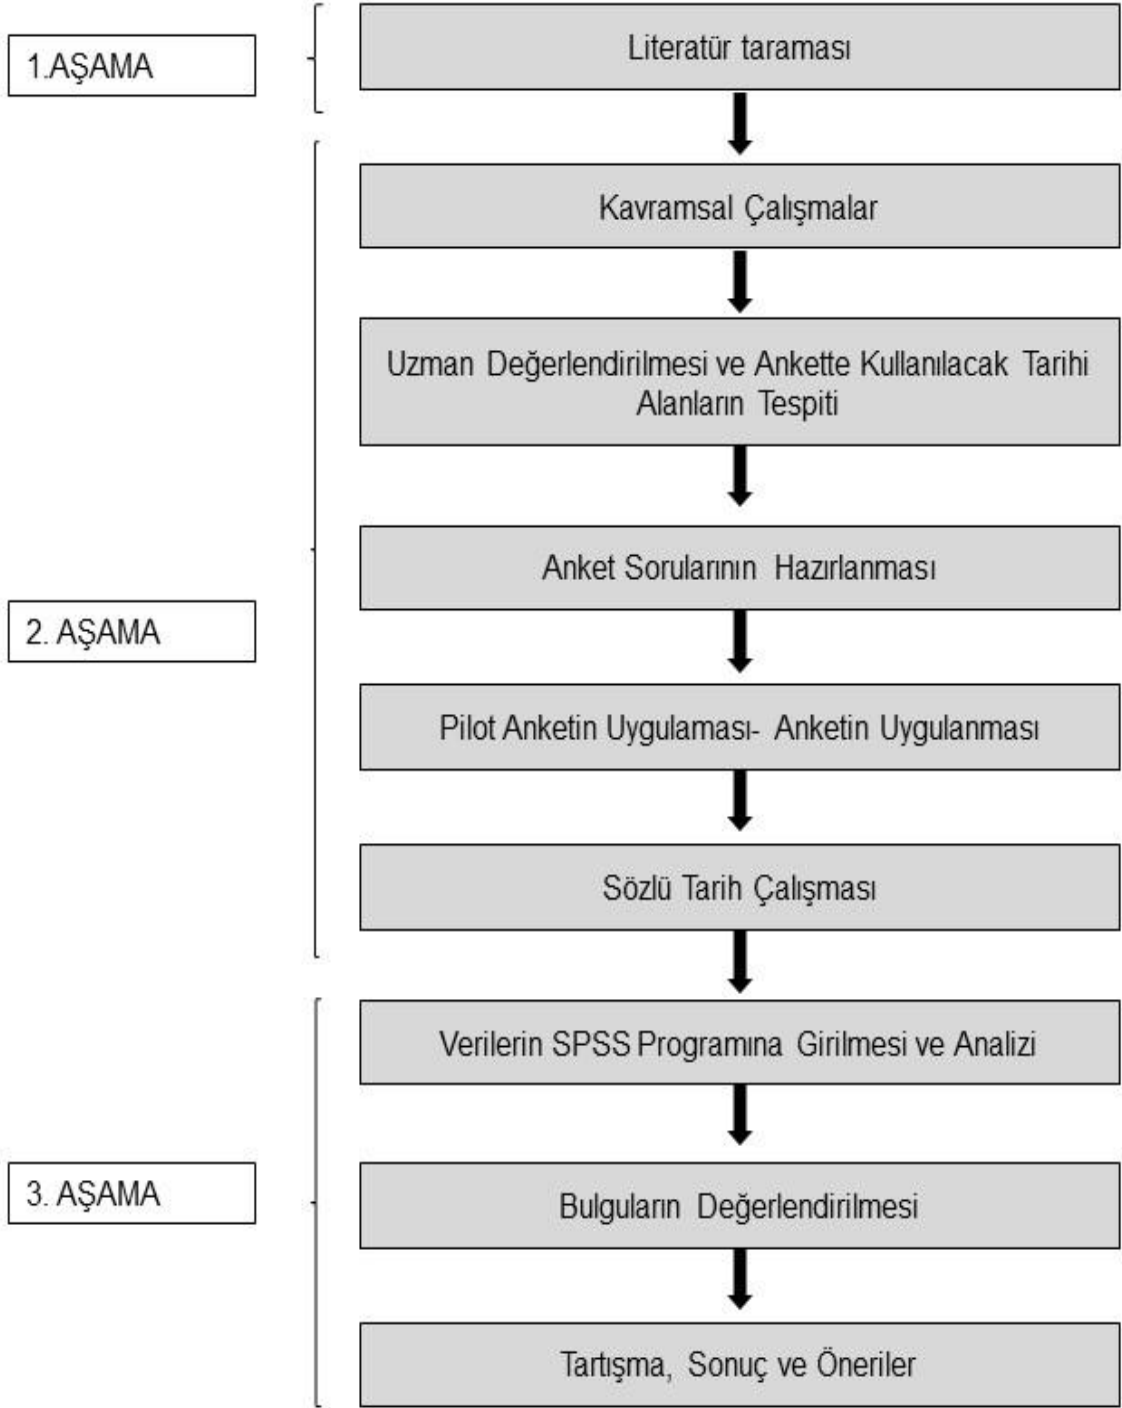 1.AŞAMA
Literatür taraması
2. AŞAMA
Kavramsal Çalışmalar
Uzman Değerlendirilmesi ve Ankette Kullanılacak Tarihi
Alanların Tespiti
Anket Sorularının Hazırlanması
Pilot Anketin Uygulaması- Anketin Uygulanması
Sözlü Tarih Çalışması
3. AŞAMA
Verilerin SPSS Programına Girilmesi ve Analizi
Bulguların Değerlendirilmesi
Tartışma, Sonuç ve Öneriler